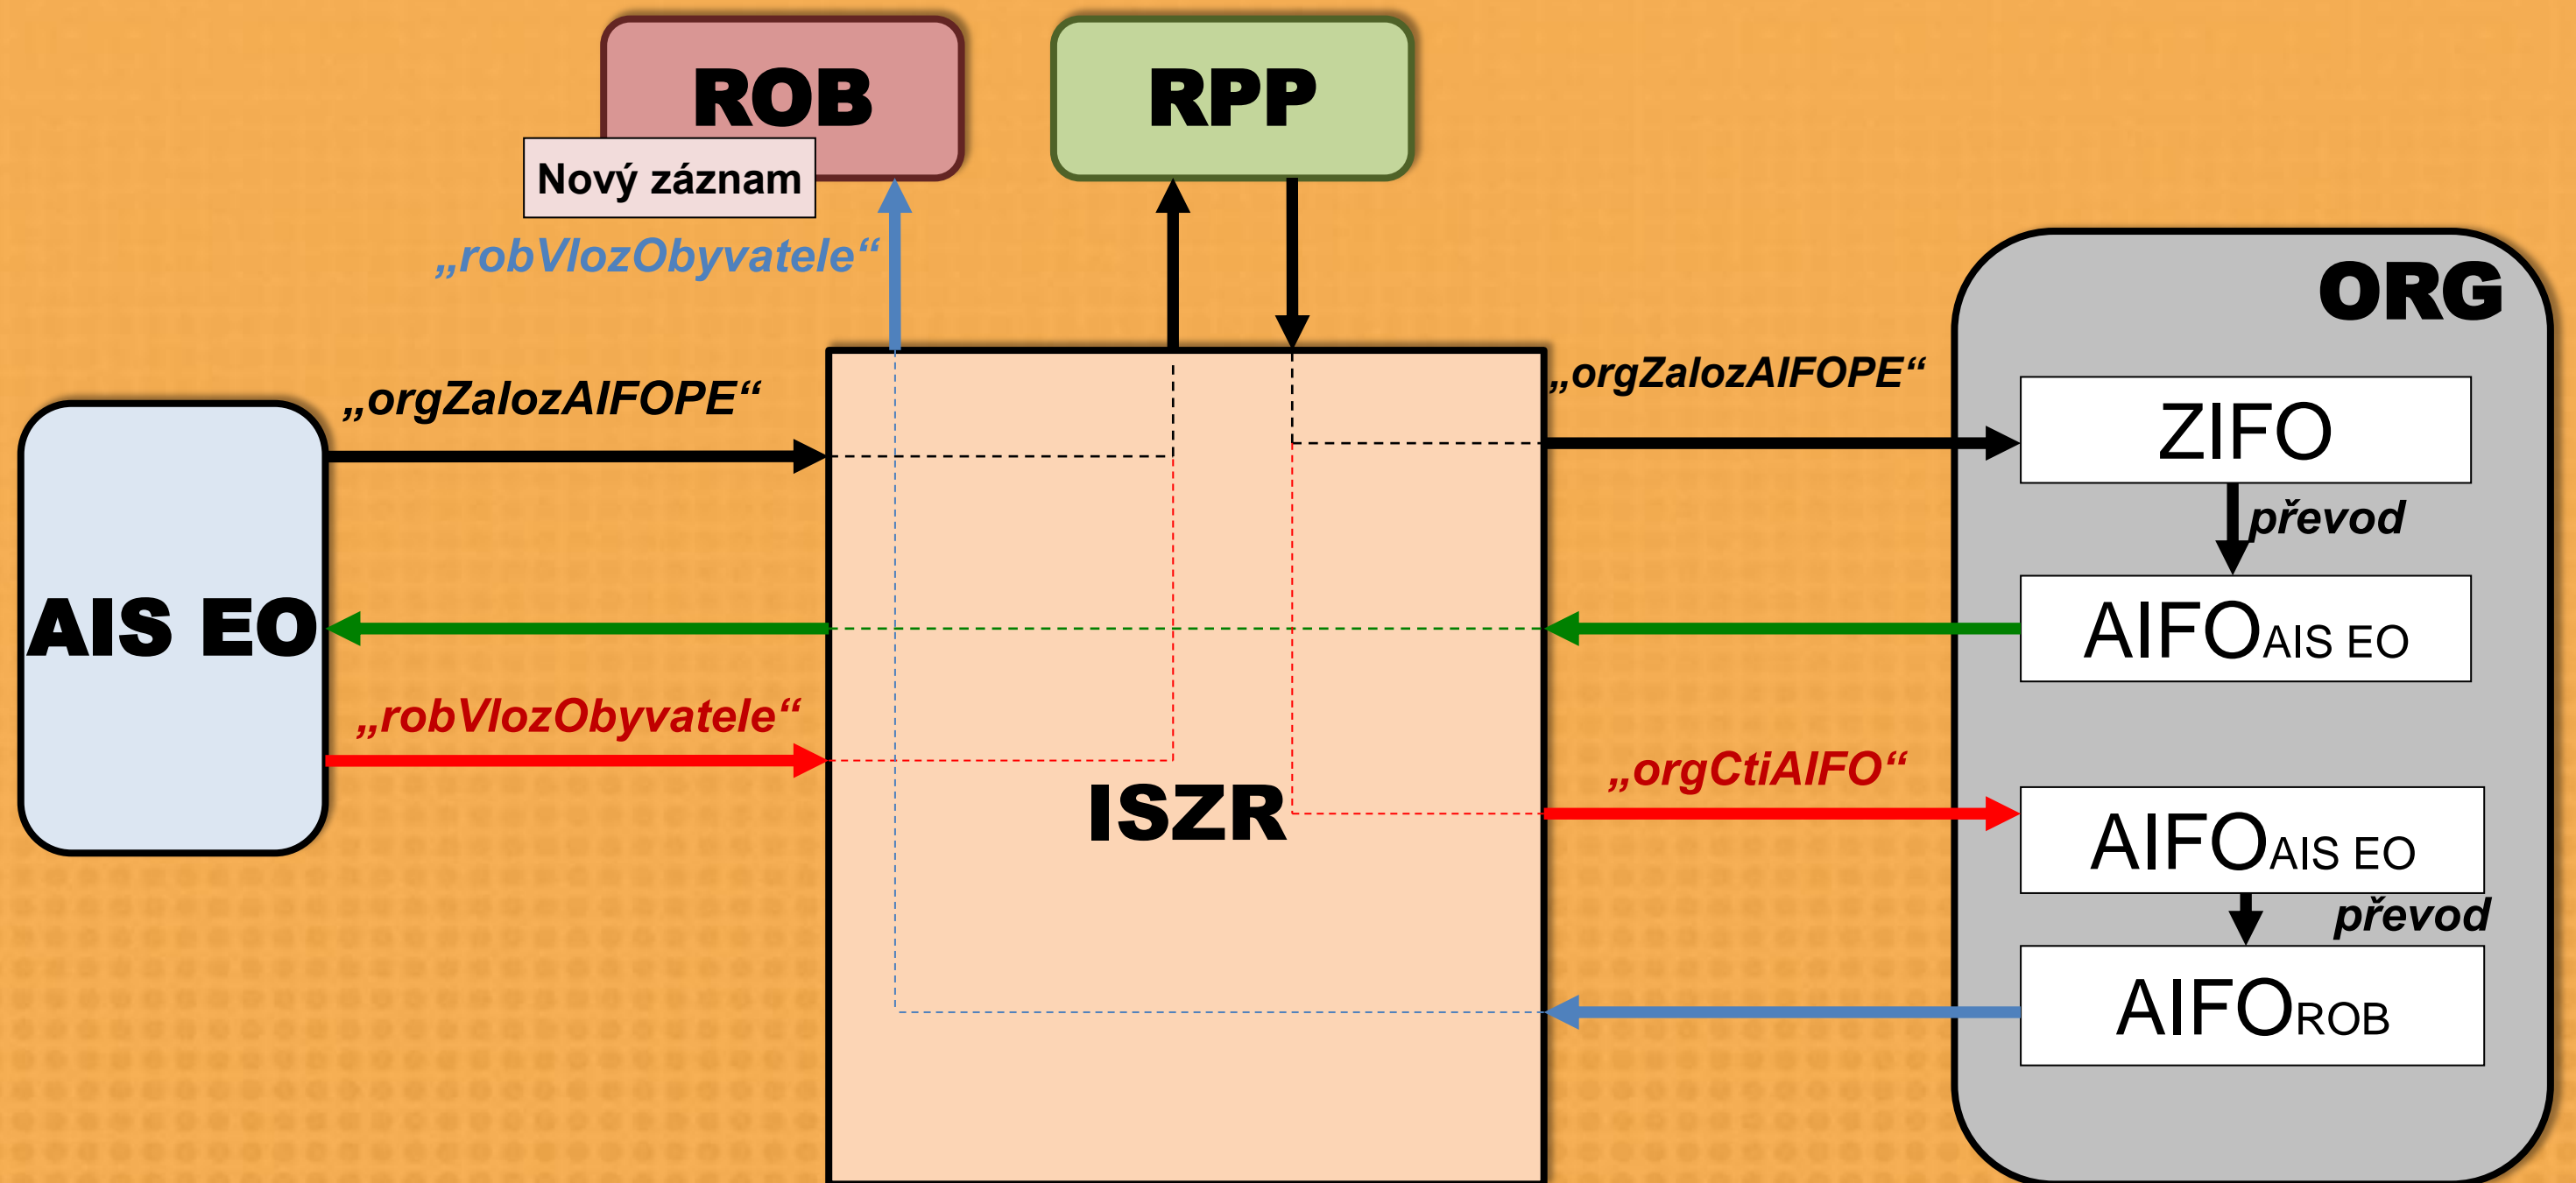 ROB
RPP
Nový záznam
„robVlozObyvatele“
ORG
„orgZalozAIFOPE“
„orgZalozAIFOPE“
ZIFO
převod
AIS EO
AIFOAIS EO
„robVlozObyvatele“
„orgCtiAIFO“
ISZR
AIFOAIS EO
převod
AIFOROB